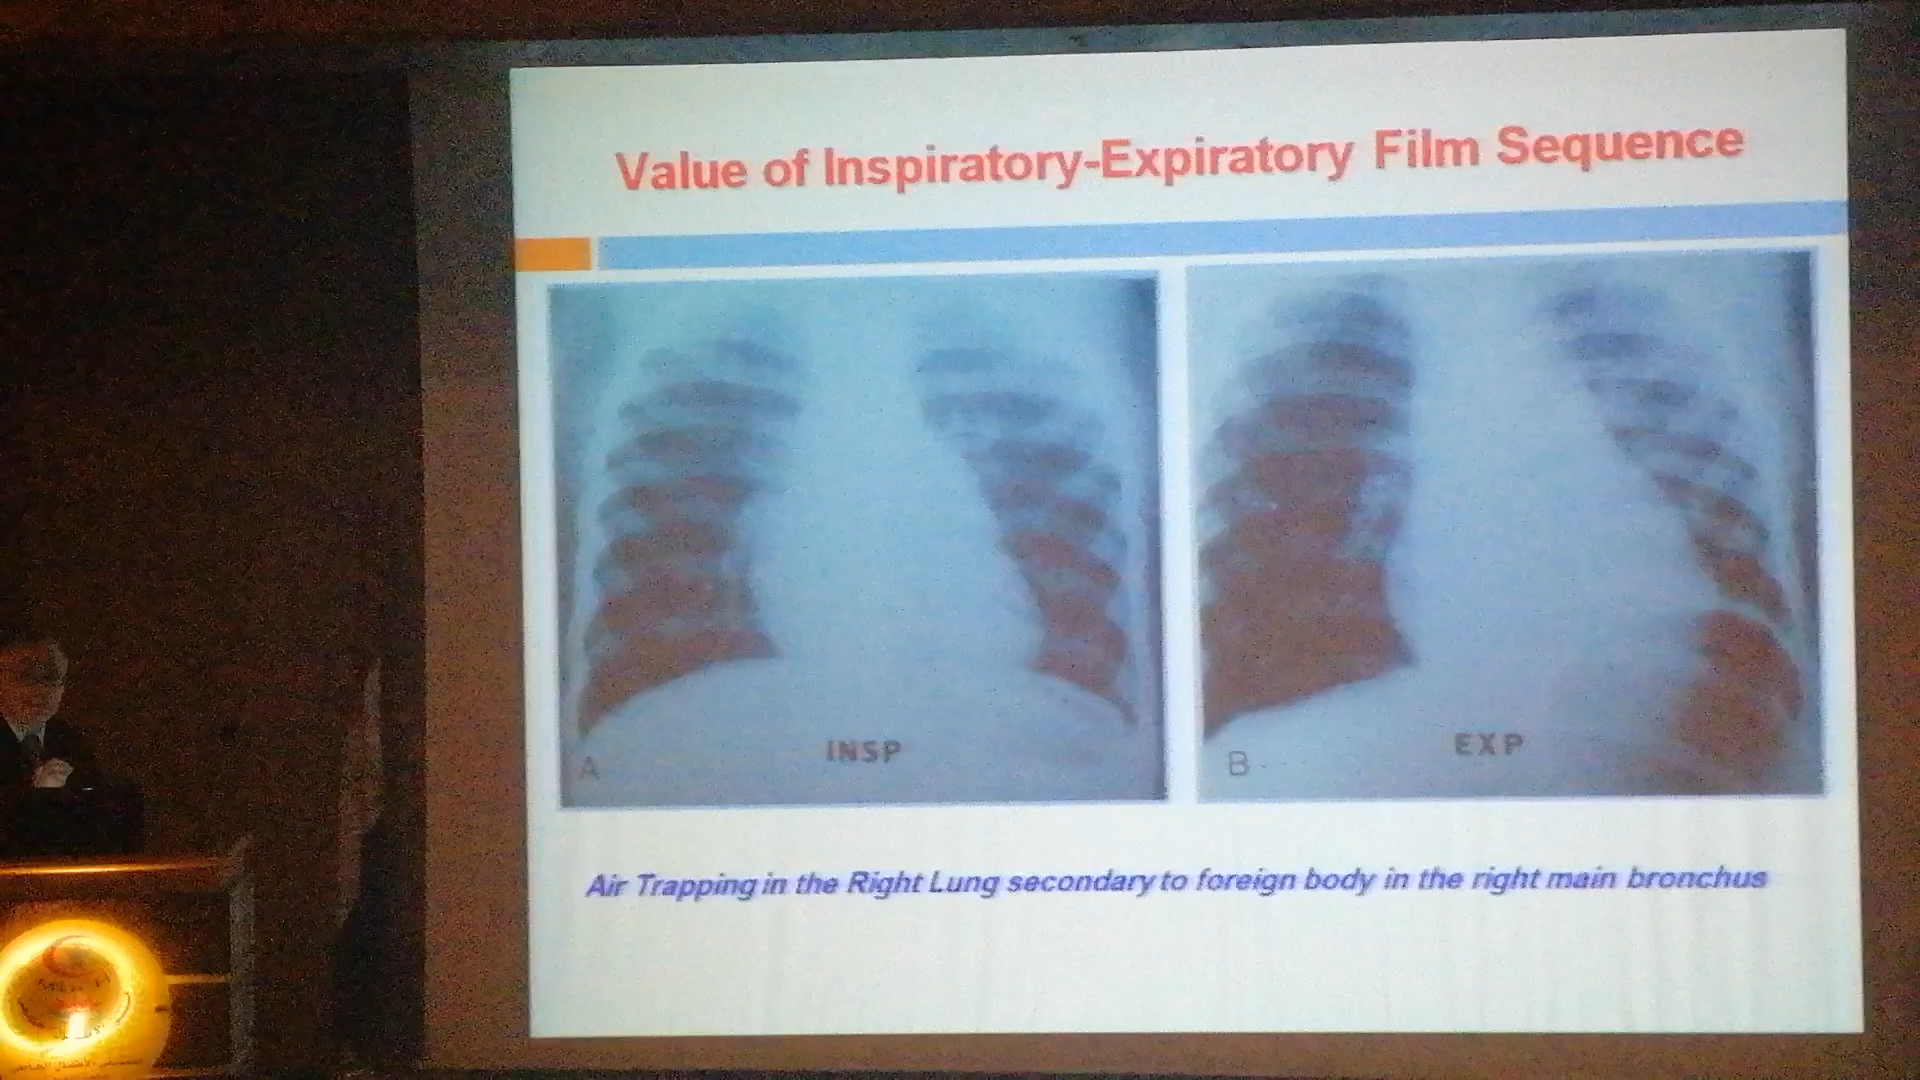 Value of Inspiratory-Expiratory Film Sequence
INSP
A
EXP
B
Air Trapping in the Right Lung secondary to foreign body in the right main bronchus